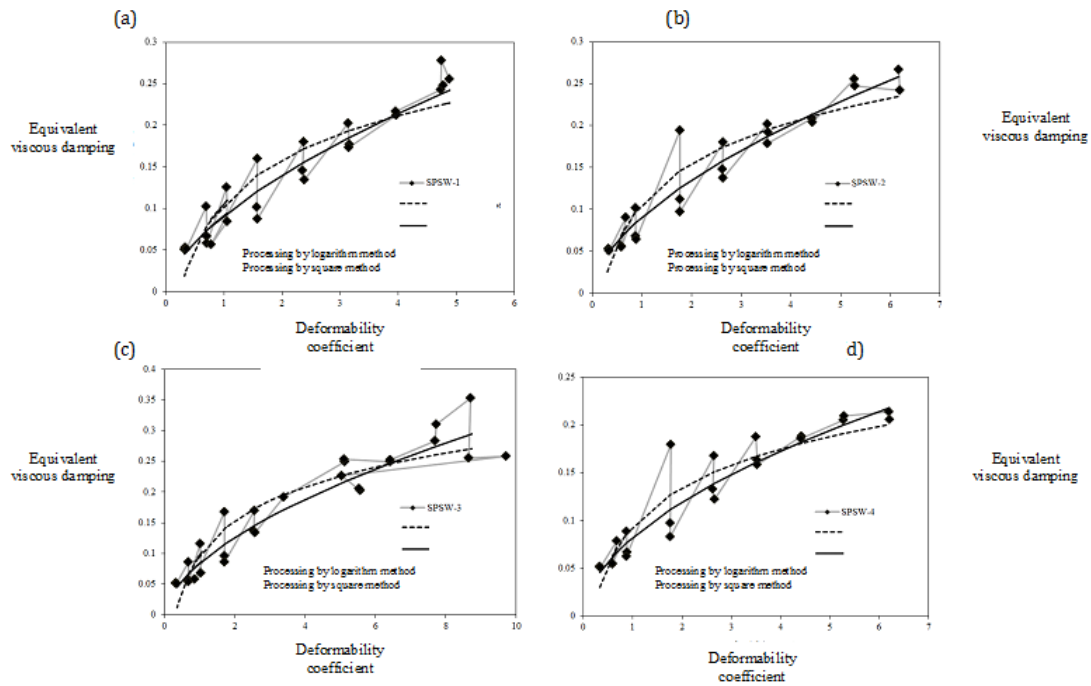 (a)
0.3
0.25
0.2
0.15
0.1
0.05
0
0
1
2
3
4
5
6
Equivalent
viscous damping
SPSW-1
Processing by logarithm method
Processing by square method
Deformability
coefficient
(b)
0.3
0.25
0.2
0.15
0.1
0.05
0
0
1
2
3
4
5
6
7
Equivalent
viscous damping
SPSW-2
Processing by logarithm method
Processing by square method
Deformability
coefficient
(c)
0.4
0.35
0.3
0.25
0.2
0.15
0.1
0.05
0
0
2
4
6
8
10
Equivalent
viscous damping
SPSW-3
Processing by logarithm method
Processing by square method
Deformability
coefficient
d)
0.25
0.2
0.15
0.1
0.05
0
0
1
2
3
4
5
6
7
Equivalent
viscous damping
SPSW-4
Processing by logarithm method
Processing by square method
Deformability
coefficient